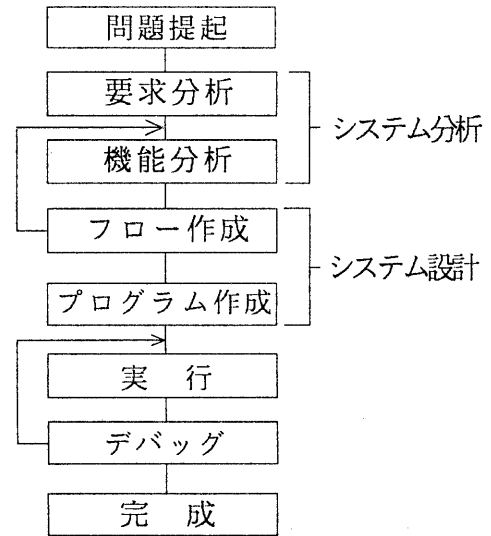 問題提起
要求分析
システム分析
機能分析
フロー作成
システム設計
プログラム作成
実 行
デバッグ
完 成